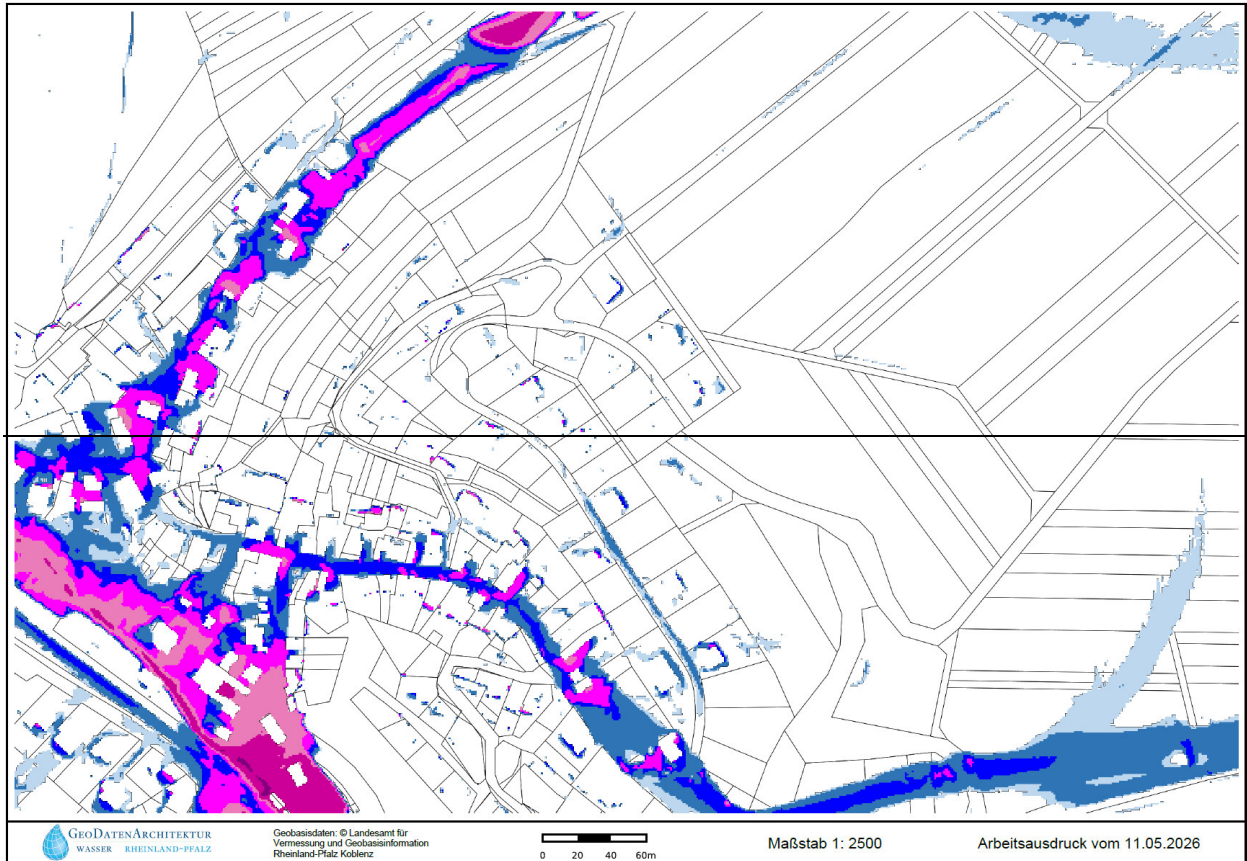 GEODATENARCHITEKTUR
WASSER RHEINLAND-PFALZ
Geobasisdaten: © Landesamt für
Vermessung und Geobasisinformation
Rheinland-Pfalz Koblenz
0 20 40 60m
Maßstab 1: 2500
Arbeitsausdruck vom 11.05.2026